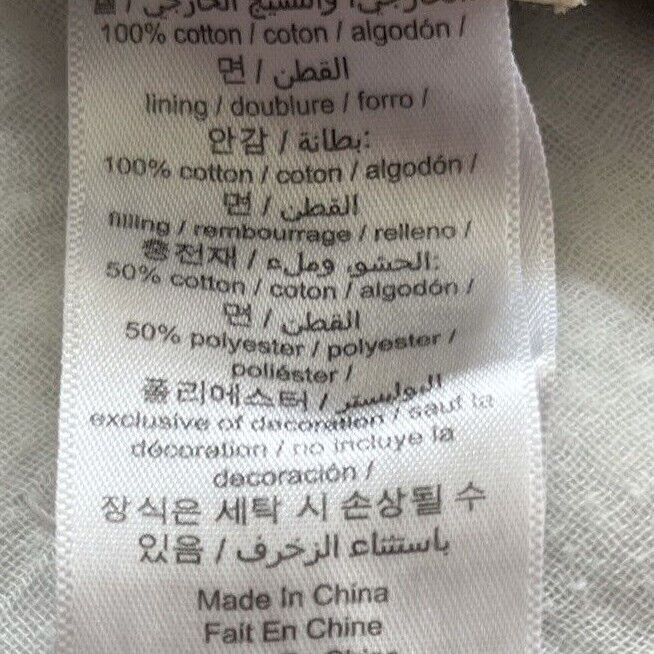 100% cotton / coton / algodón /
면 / القطن
lining / doublure / forro /
안감 / بطانة:
100% cotton / coton / algodón /
면 / القطن
filling / rembourrage / relleno /
충전재 / الحشو وملء:
50% cotton / coton / algodón /
면 / القطن
50% polyester / polyester /
poliéster /
폴리에스터 / البوليستر
exclusive of decoration / sauf la
décoration / no incluye la
decoración /
장식은 세탁 시 손상될 수
있음 / باستثناء الزخرف
Made In China
Fait En Chine